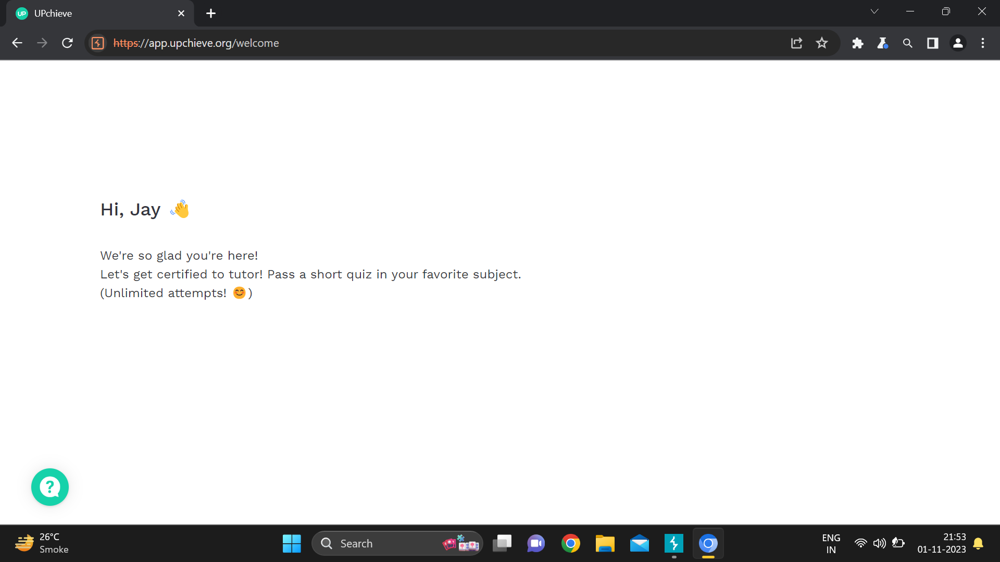 UPchieve
https://app.upchieve.org/welcome
Hi, Jay 👋
We're so glad you're here!
Let's get certified to tutor! Pass a short quiz in your favorite subject.
(Unlimited attempts! 😊)
26°C
Smoke
Search
ENG
IN
21:53
01-11-2023